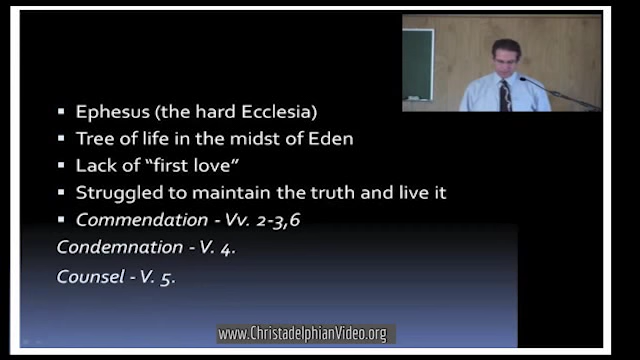 Ephesus (the hard Ecclesia)
Tree of life in the midst of Eden
Lack of “first love”
Struggled to maintain the truth and live it
Commendation - Vv. 2-3,6
Condemnation - V. 4.
Counsel - V. 5.
www.ChristadelphianVideo.org